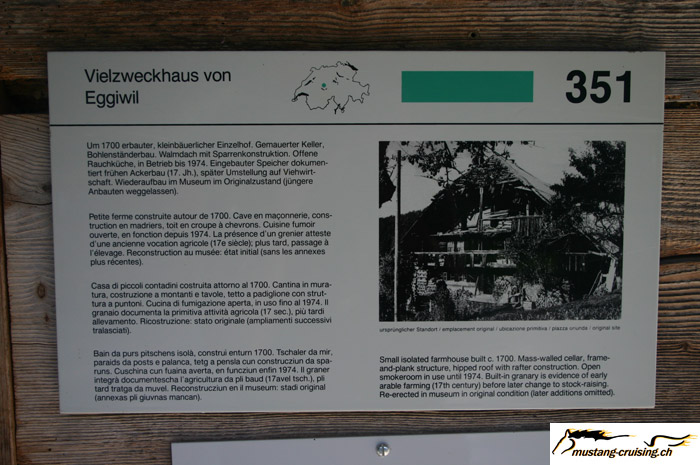 Vielzweckhaus von
Eggiwil
351
Um 1700 erbauter, kleinbäuerlicher Einzelhof. Gemauerter Keller,
Bohlenständerbau. Walmdach mit Sparrenkonstruktion. Offene
Rauchküche, in Betrieb bis 1974. Eingebauter Speicher dokumen-
tiert frühen Ackerbau (17. Jh.), später Umstellung auf Viehwirt-
schaft. Wiederaufbau im Museum im Originalzustand (jüngere
Anbauten weggelassen).
Petite ferme construite autour de 1700. Cave en maçonnerie, cons-
truction en madriers, toit en croupe à chevrons. Cuisine fumoir
ouverte, en fonction depuis 1974. La présence d'un grenier atteste
d'une ancienne vocation agricole (17e siècle); plus tard, passage à
l'élevage. Reconstruction au musée: état initial (sans les annexes
plus récentes).
Casa di piccoli contadini costruita attorno al 1700. Cantina in mura-
tura, costruzione a montanti e tavole, tetto a padiglione con strut-
tura a puntoni. Cucina di fumigazione aperta, in uso fino al 1974. Il
granaio documenta la primitiva attività agricola (17 sec.), più tardi
allevamento. Ricostruzione: stato originale (ampliamenti successivi
tralasciati).
Bain da purs pitschens isolà, construi enturn 1700. Tschaler da mir,
paraids da posts e palanca, tetg a pensla cun construcziun da spa-
runs. Cuschina cun fuaina averta, en funcziun enfin 1974. Il graner
integrà documentescha l'agricultura da pli baud (17avel tsch.), pli
tard tratga da muvel. Reconstrucziun en il museum: stadi original
(annexas pli giuvnas mancan).
ursprünglicher Standort / emplacement original / ubicazione primitiva / piazza oriunda / original site
Small isolated farmhouse built c. 1700. Mass-walled cellar, frame-
and-plank structure, hipped roof with rafter construction. Open
smokeroom in use until 1974. Built-in granary is evidence of early
arable farming (17th century) before later change to stock-raising.
Re-erected in museum in original condition (later additions omitted).
mustang-cruising.ch